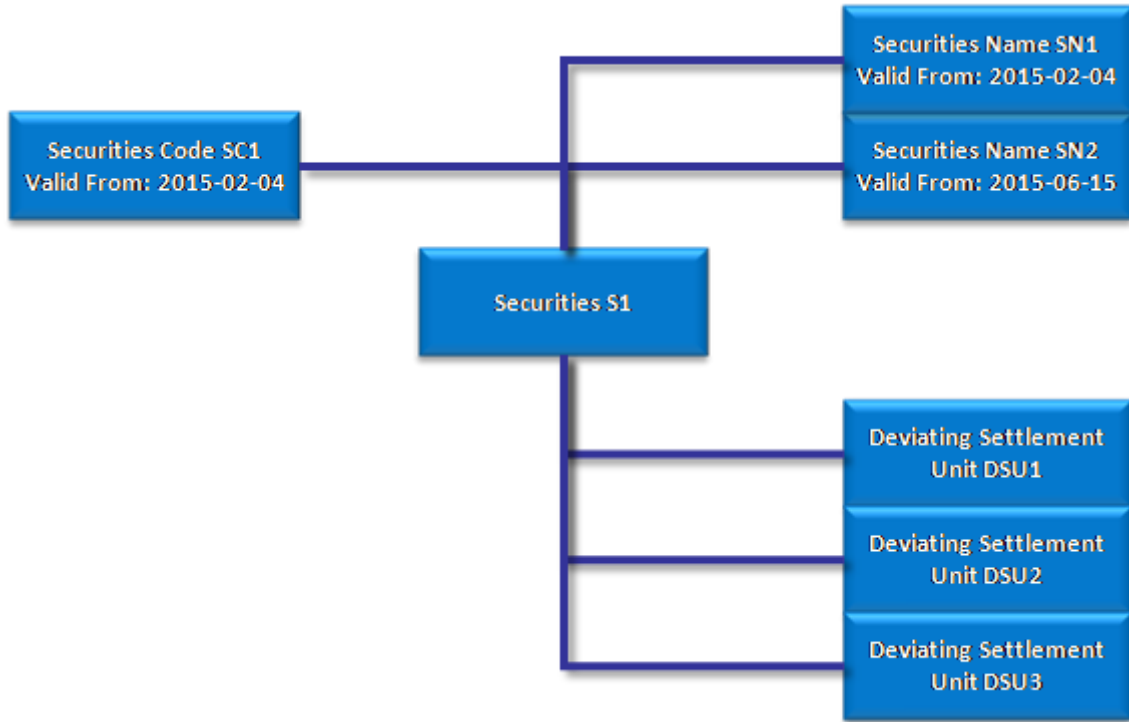 Securities Name SN1
Valid From: 2015-02-04
Securities Code SC1
Valid From: 2015-02-04
Securities Name SN2
Valid From: 2015-06-15
Securities S1
Deviating Settlement
Unit DSU1
Deviating Settlement
Unit DSU2
Deviating Settlement
Unit DSU3